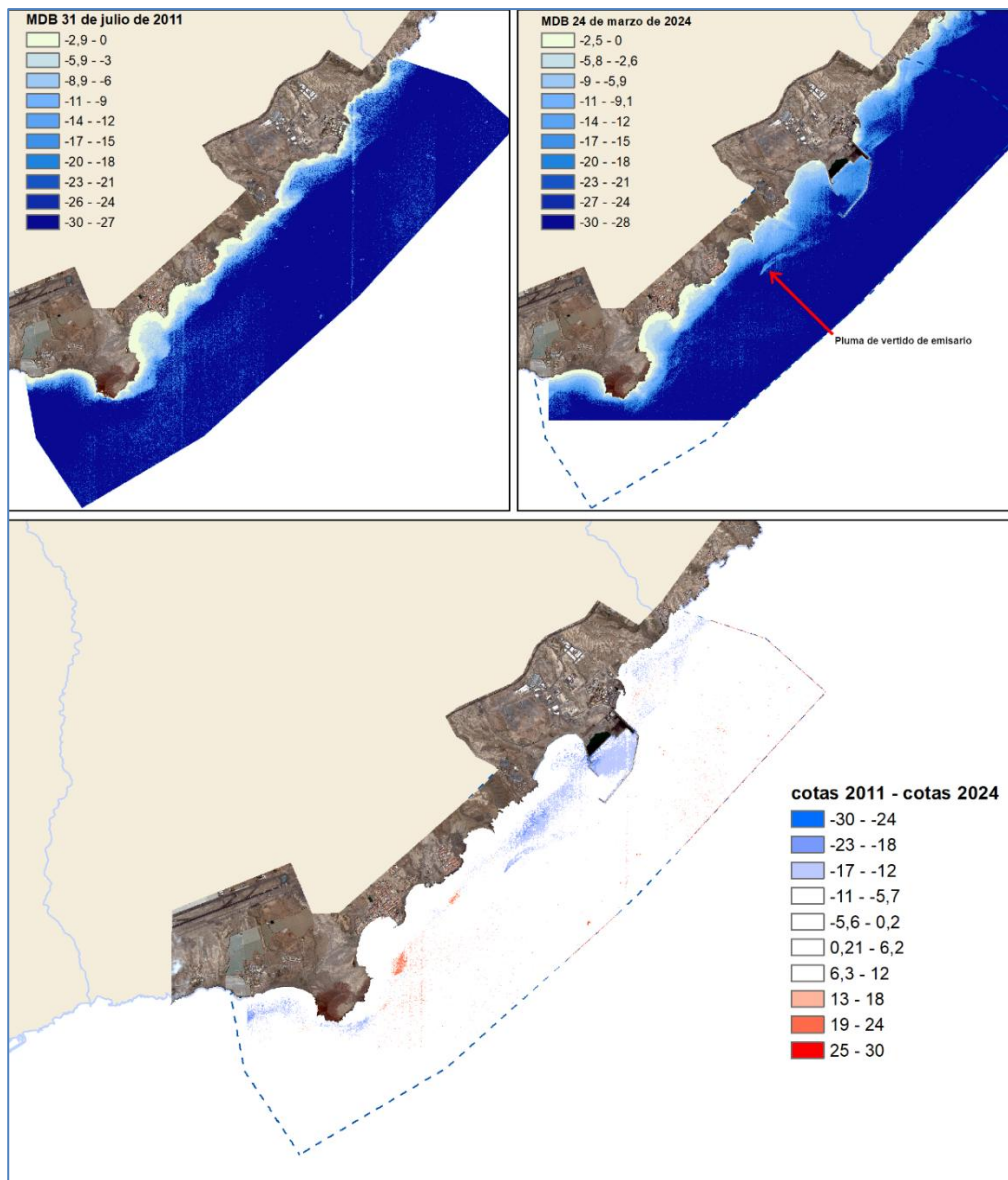 MDB 31 de julio de 2011
-2,9 - 0
-5,9 - -3
-8,9 - -6
-11 - -9
-14 - -12
-17 - -15
-20 - -18
-23 - -21
-26 - -24
-30 - -27
MDB 24 de marzo de 2024
-2,5 - 0
-5,8 - -2,6
-9 - -5,9
-11 - -9,1
-14 - -12
-17 - -15
-20 - -18
-23 - -21
-27 - -24
-30 - -28
Pluma de vertido de emisario
cotas 2011 - cotas 2024
-30 - -24
-23 - -18
-17 - -12
-11 - -5,7
-5,6 - 0,2
0,21 - 6,2
6,3 - 12
13 - 18
19 - 24
25 - 30